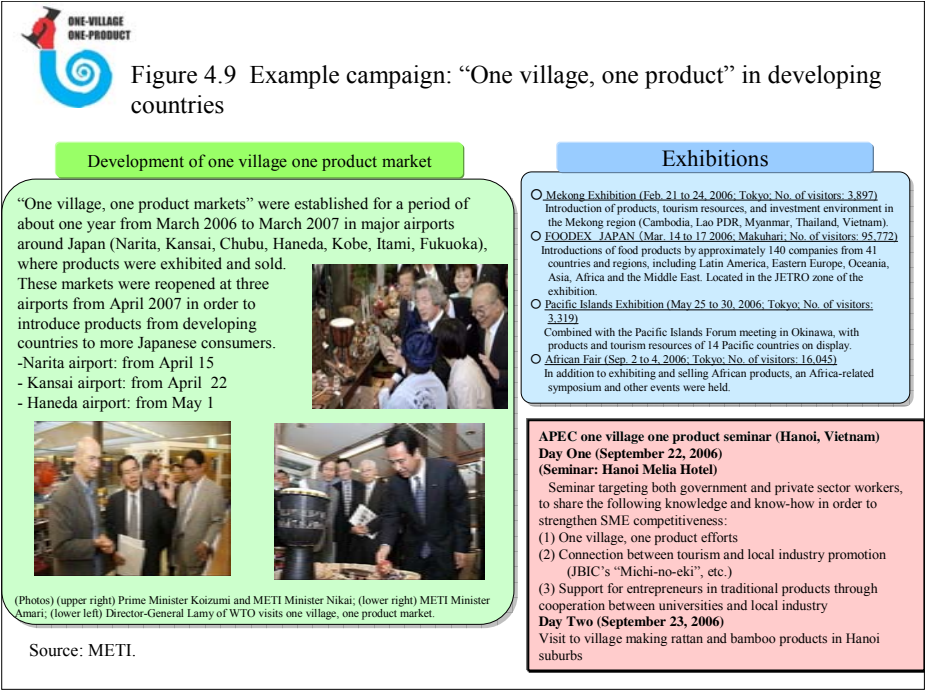 ONE-VILLAGE
ONE-PRODUCT
Figure 4.9 Example campaign: “One village, one product” in developing
countries
Development of one village one product market
“One village, one product markets” were established for a period of
about one year from March 2006 to March 2007 in major airports
around Japan (Narita, Kansai, Chubu, Haneda, Kobe, Itami, Fukuoka),
where products were exhibited and sold.
These markets were reopened at three
airports from April 2007 in order to
introduce products from developing
countries to more Japanese consumers.
-Narita airport: from April 15
- Kansai airport: from April 22
- Haneda airport: from May 1
(Photos) (upper right) Prime Minister Koizumi and METI Minister Nikai; (lower right) METI Minister
Amari; (lower left) Director-General Lamy of WTO visits one village, one product market.
Exhibitions
○ Mekong Exhibition (Feb. 21 to 24, 2006; Tokyo; No. of visitors: 3,897)
Introduction of products, tourism resources, and investment environment in
the Mekong region (Cambodia, Lao PDR, Myanmar, Thailand, Vietnam).
○ FOODEX JAPAN (Mar. 14 to 17 2006; Makuhari; No. of visitors: 95,772)
Introductions of food products by approximately 140 companies from 41
countries and regions, including Latin America, Eastern Europe, Oceania,
Asia, Africa and the Middle East. Located in the JETRO zone of the
exhibition.
○ Pacific Islands Exhibition (May 25 to 30, 2006; Tokyo; No. of visitors:
3,319)
Combined with the Pacific Islands Forum meeting in Okinawa, with
products and tourism resources of 14 Pacific countries on display.
○ African Fair (Sep. 2 to 4, 2006; Tokyo; No. of visitors: 16,045)
In addition to exhibiting and selling African products, an Africa-related
symposium and other events were held.
APEC one village one product seminar (Hanoi, Vietnam)
Day One (September 22, 2006)
(Seminar: Hanoi Melia Hotel)
Seminar targeting both government and private sector workers,
to share the following knowledge and know-how in order to
strengthen SME competitiveness:
(1) One village, one product efforts
(2) Connection between tourism and local industry promotion
(JBIC’s “Michi-no-eki”, etc.)
(3) Support for entrepreneurs in traditional products through
cooperation between universities and local industry
Day Two (September 23, 2006)
Visit to village making rattan and bamboo products in Hanoi
suburbs
Source: METI.